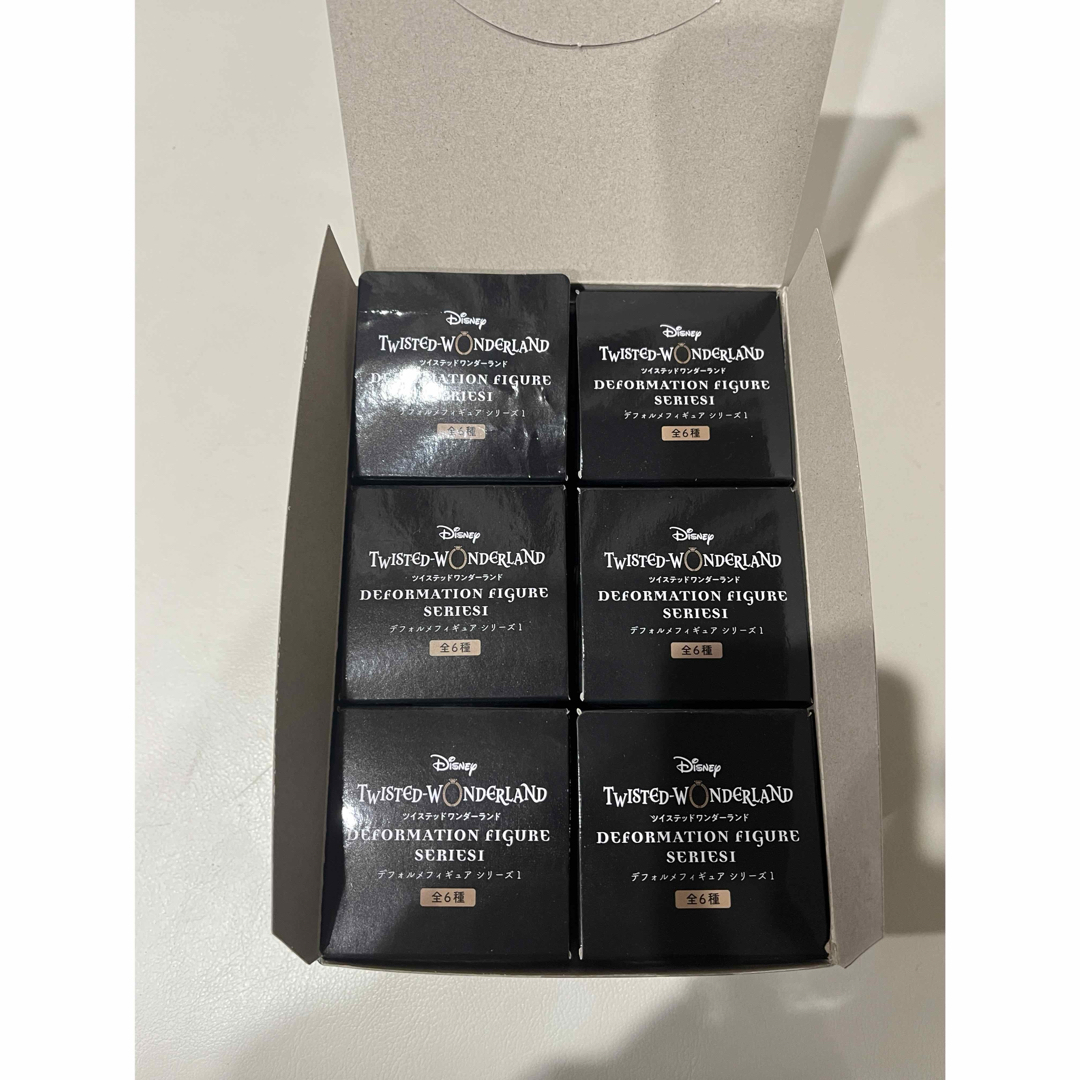 Disney
TWISTED-WONDERLAND
ツイステッドワンダーランド
DEFORMATION FIGURE
SERIES1
デフォルメフィギュア シリーズ1
全6種
Disney
TWISTED-WONDERLAND
ツイステッドワンダーランド
DEFORMATION FIGURE
SERIES1
デフォルメフィギュア シリーズ1
全6種
Disney
TWISTED-WONDERLAND
ツイステッドワンダーランド
DEFORMATION FIGURE
SERIES1
デフォルメフィギュア シリーズ1
全6種
Disney
TWISTED-WONDERLAND
ツイステッドワンダーランド
DEFORMATION FIGURE
SERIES1
デフォルメフィギュア シリーズ1
全6種
Disney
TWISTED-WONDERLAND
ツイステッドワンダーランド
DEFORMATION FIGURE
SERIES1
デフォルメフィギュア シリーズ1
全6種
Disney
TWISTED-WONDERLAND
ツイステッドワンダーランド
DEFORMATION FIGURE
SERIES1
デフォルメフィギュア シリーズ1
全6種